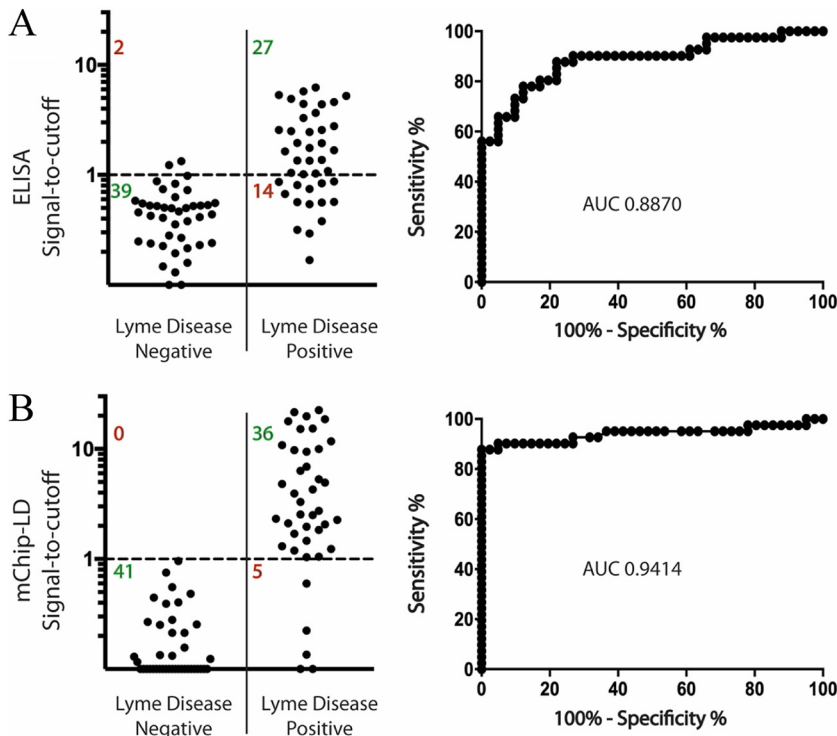 A
ELISA
Signal-to-cutoff
10
1
2
27
39
14
Lyme Disease
Negative
Lyme Disease
Positive
Sensitivity %
100
80
60
40
20
0
AUC 0.8870
0 20 40 60 80 100
100% - Specificity %
B
mChip-LD
Signal-to-cutoff
10
1
0
36
41
5
Lyme Disease
Negative
Lyme Disease
Positive
Sensitivity %
100
80
60
40
20
0
AUC 0.9414
0 20 40 60 80 100
100% - Specificity %